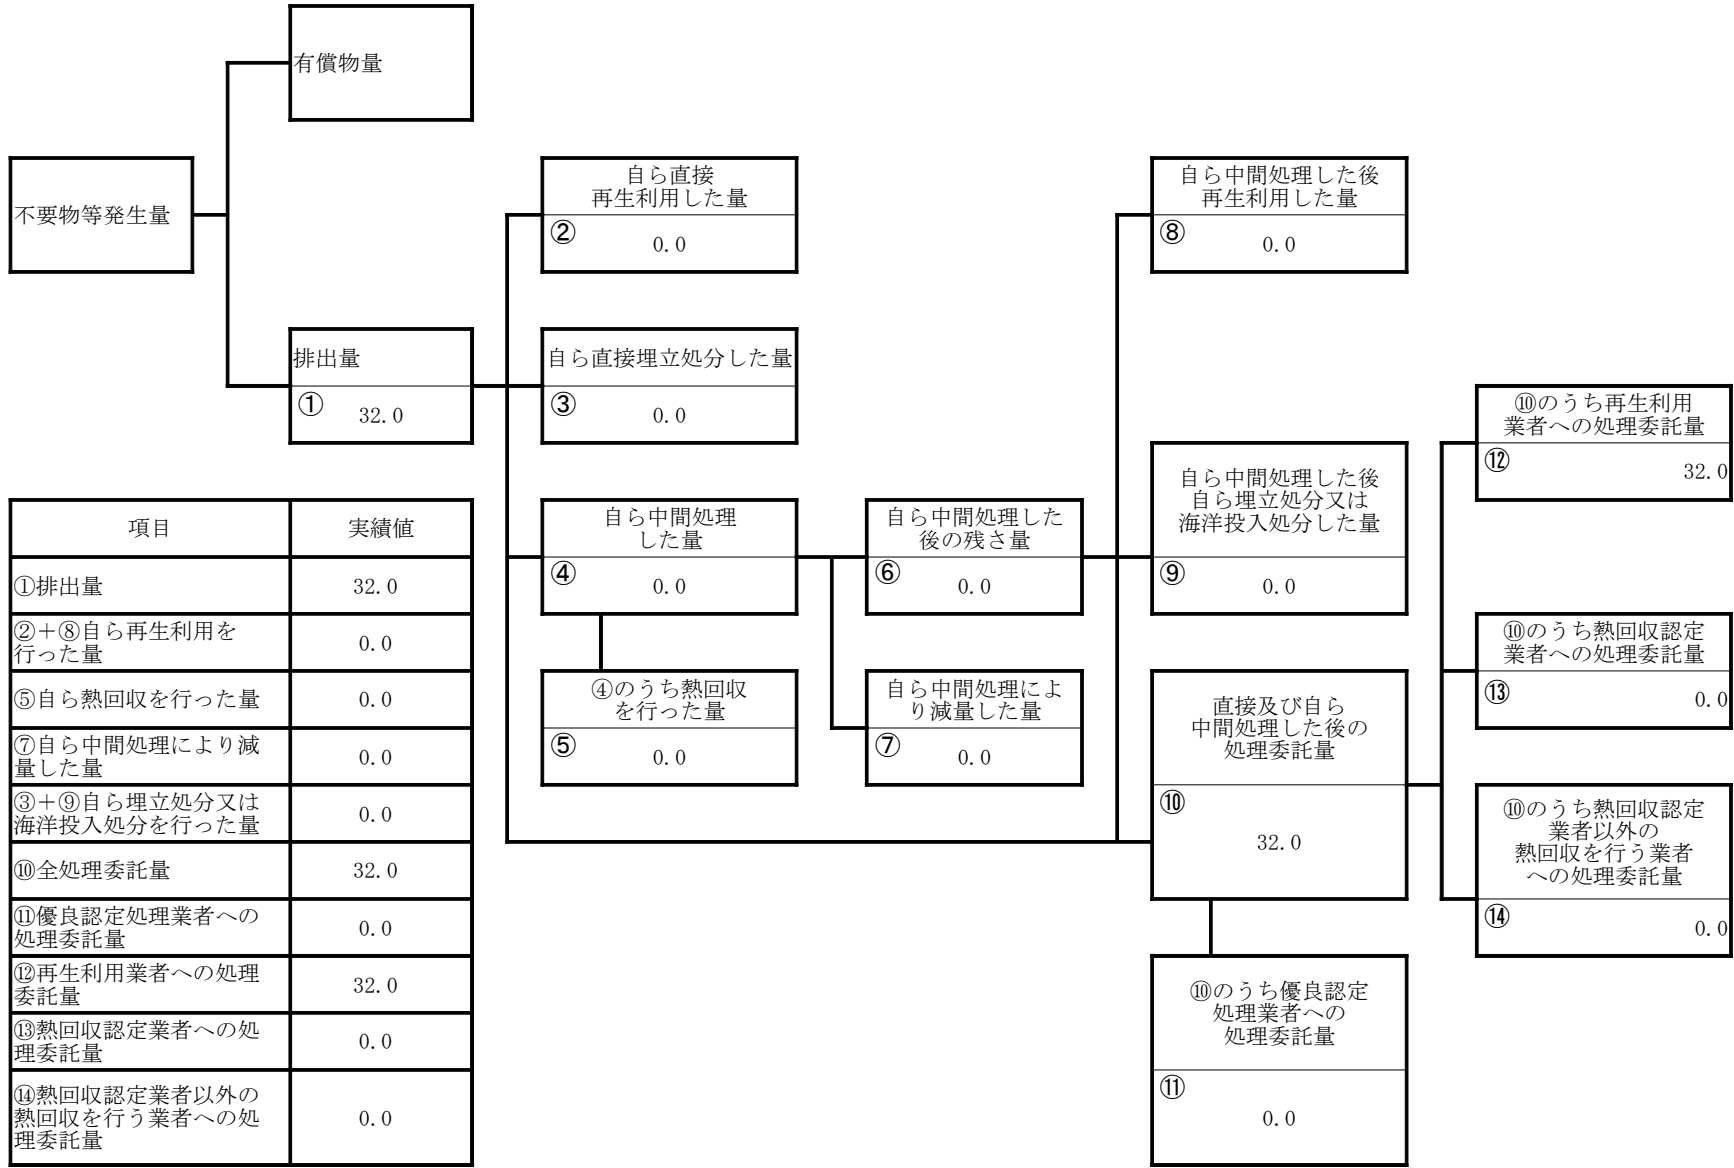 有償物量
不要物等発生量
自ら直接
再生利用した量
②
0.0
自ら中間処理した後
再生利用した量
⑧
0.0
排出量
①
32.0
自ら直接埋立処分した量
③
0.0
⑩のうち再生利用
業者への処理委託量
⑫
32.0
自ら中間処理した後
自ら埋立処分又は
海洋投入処分した量
⑨
0.0
自ら中間処理
した量
④
0.0
自ら中間処理した
後の残さ量
⑥
0.0
⑩のうち熱回収認定
業者への処理委託量
⑬
0.0
④のうち熱回収
を行った量
⑤
0.0
自ら中間処理によ
り減量した量
⑦
0.0
直接及び自ら
中間処理した後の
処理委託量
⑩
32.0
⑩のうち熱回収認定
業者以外の
熱回収を行う業者
への処理委託量
⑭
0.0
⑩のうち優良認定
処理業者への
処理委託量
⑪
0.0
項目 実績値
①排出量 32.0
②＋⑧自ら再生利用を
行った量 0.0
⑤自ら熱回収を行った量 0.0
⑦自ら中間処理により減
量した量 0.0
③＋⑨自ら埋立処分又は
海洋投入処分を行った量 0.0
⑩全処理委託量 32.0
⑪優良認定処理業者への
処理委託量 0.0
⑫再生利用業者への処理
委託量 32.0
⑬熱回収認定業者への処
理委託量 0.0
⑭熱回収認定業者以外の
熱回収を行う業者への処
理委託量 0.0